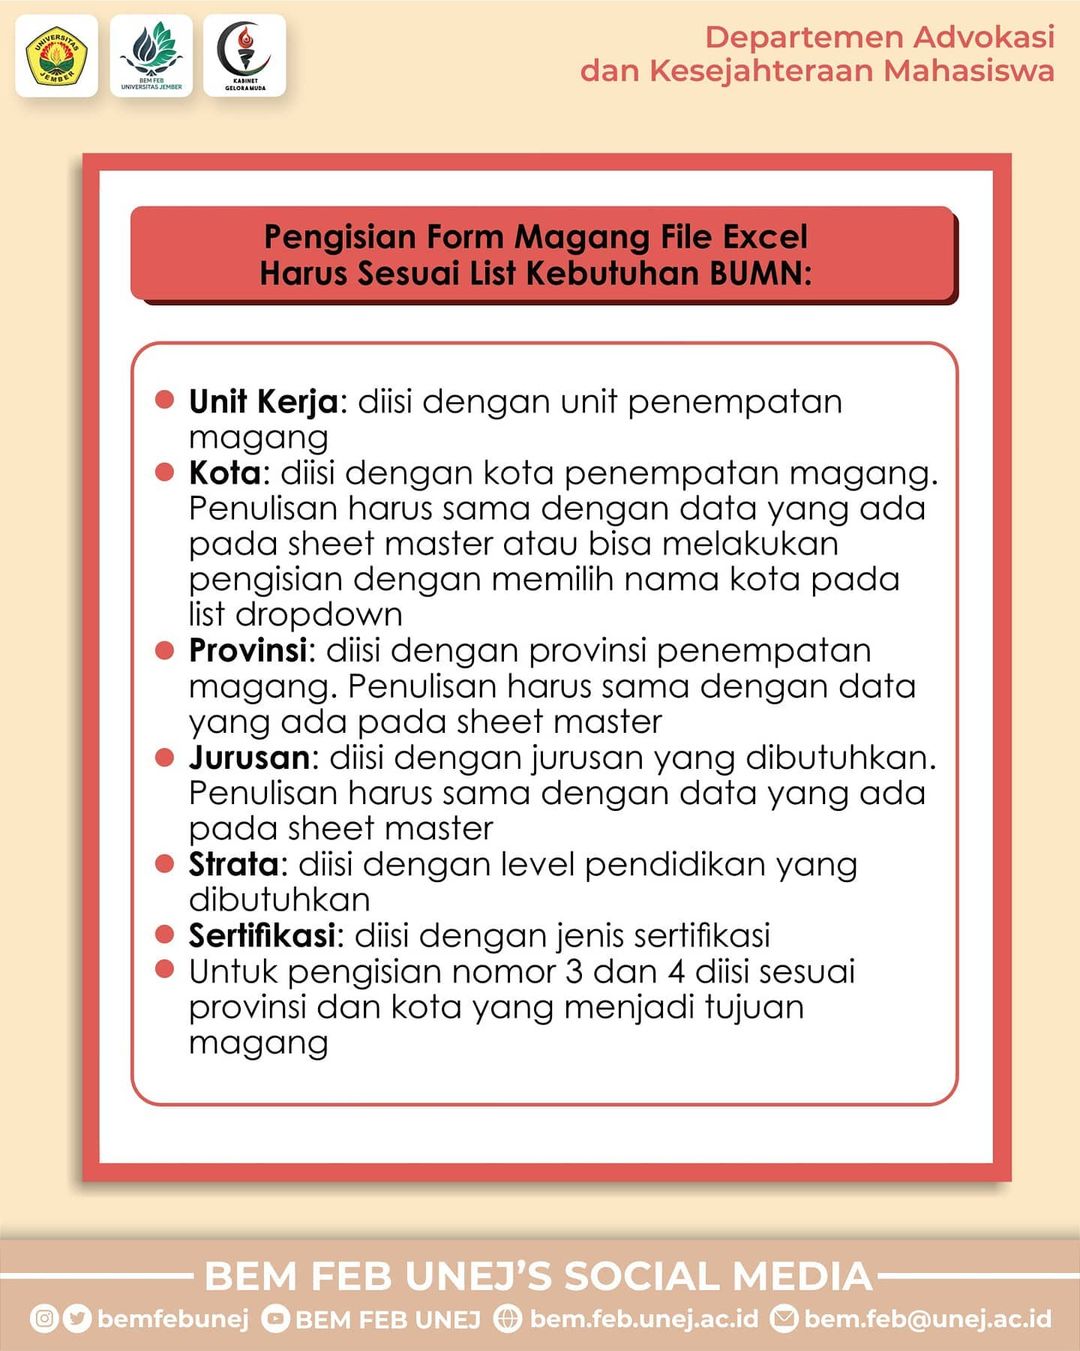 UNIVERSITAS
JEMBER
BEM FEB
UNIVERSITAS JEMBER
KABINET
GELORA MUDA
Departemen Advokasi
dan Kesejahteraan Mahasiswa
Pengisian Form Magang File Excel
Harus Sesuai List Kebutuhan BUMN:
Unit Kerja: diisi dengan unit penempatan
magang
Kota: diisi dengan kota penempatan magang.
Penulisan harus sama dengan data yang ada
pada sheet master atau bisa melakukan
pengisian dengan memilih nama kota pada
list dropdown
Provinsi: diisi dengan provinsi penempatan
magang. Penulisan harus sama dengan data
yang ada pada sheet master
Jurusan: diisi dengan jurusan yang dibutuhkan.
Penulisan harus sama dengan data yang ada
pada sheet master
Strata: diisi dengan level pendidikan yang
dibutuhkan
Sertifikasi: diisi dengan jenis sertifikasi
Untuk pengisian nomor 3 dan 4 diisi sesuai
provinsi dan kota yang menjadi tujuan
magang
BEM FEB UNEJ'S SOCIAL MEDIA
bemfebunej BEM FEB UNEJ bem.feb.unej.ac.id bem.feb@unej.ac.id